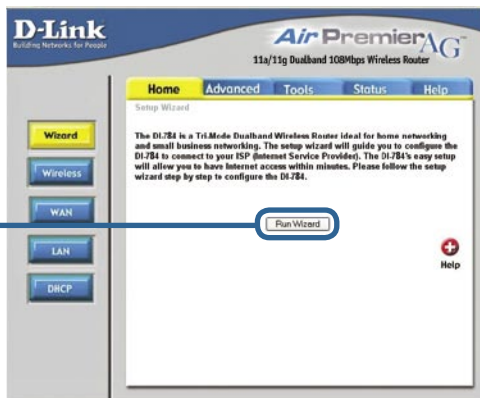 D-Link
Building Networks for People
Air Premier AG
11a/11g Dualband 108Mbps Wireless Router
Home Advanced Tools Status Help
Setup Wizard
Wizard
Wireless
WAN
LAN
DHCP
The DI-784 is a Tri-Mode Dualband Wireless Router ideal for home networking
and small business networking. The setup wizard will guide you to configure the
DI-784 to connect to your ISP (Internet Service Provider). The DI-784's easy setup
will allow you to have Internet access within minutes. Please follow the setup
wizard step by step to configure the DI-784.
Run Wizard
Help